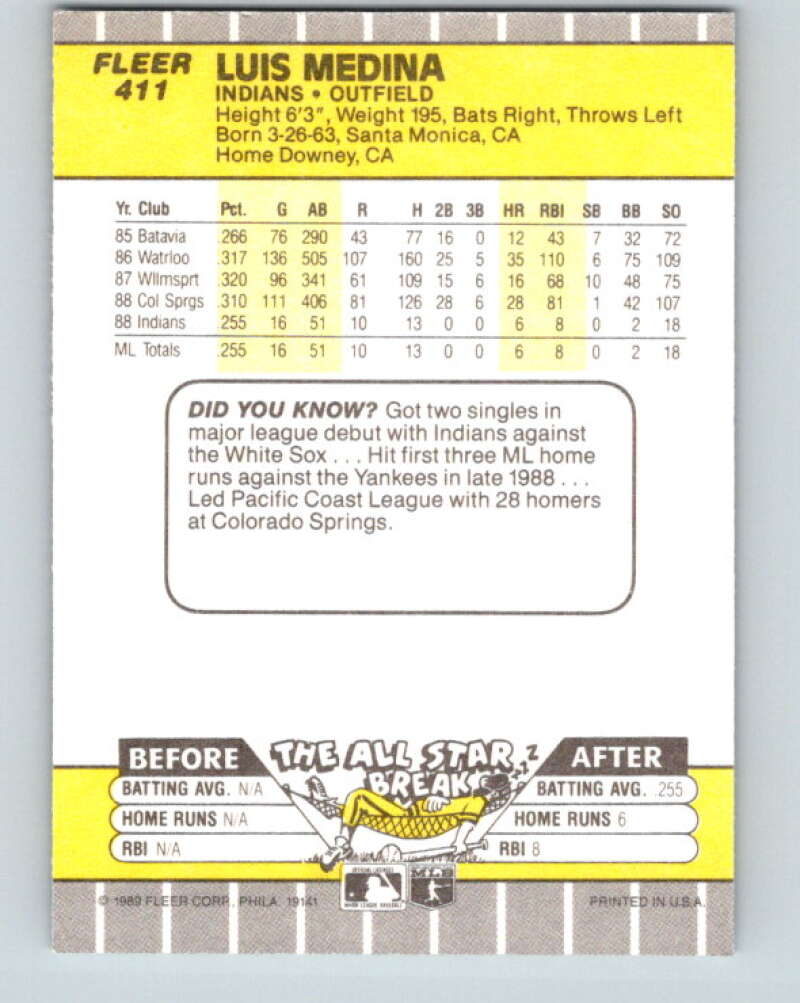 FLEER
411
LUIS MEDINA
INDIANS • OUTFIELD
Height 6'3", Weight 195, Bats Right, Throws Left
Born 3-26-63, Santa Monica, CA
Home Downey, CA
Yr. Club Pct. G AB R H 2B 3B HR RBI SB BB SO
85 Batavia .266 76 290 43 77 16 0 12 43 7 32 72
86 Watrloo .317 136 505 107 160 25 5 35 110 6 75 109
87 Wllmsprt .320 96 341 61 109 15 6 16 68 10 48 75
88 Col Sprgs .310 111 406 81 126 28 6 28 81 1 42 107
88 Indians .255 16 51 10 13 0 0 6 8 0 2 18
ML Totals .255 16 51 10 13 0 0 6 8 0 2 18
DID YOU KNOW? Got two singles in
major league debut with Indians against
the White Sox . . . Hit first three ML home
runs against the Yankees in late 1988 . . .
Led Pacific Coast League with 28 homers
at Colorado Springs.
THE ALL STAR
BREAK
zzz
BEFORE
BATTING AVG. N/A
HOME RUNS N/A
RBI N/A
AFTER
BATTING AVG. .255
HOME RUNS 6
RBI 8
© 1989 FLEER CORP., PHILA. 19141
OFFICIAL LICENSEE
MAJOR LEAGUE BASEBALL
MLB
PRINTED IN U.S.A.